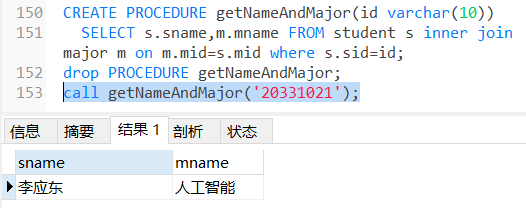 150 CREATE PROCEDURE getNameAndMajor(id varchar(10))
151 SELECT s.sname,m.mname FROM student s inner join
major m on m.mid=s.mid where s.sid=id;
152 drop PROCEDURE getNameAndMajor;
153 call getNameAndMajor('20331021');
信息 摘要 结果 1 剖析 状态
sname mname
李应东 人工智能